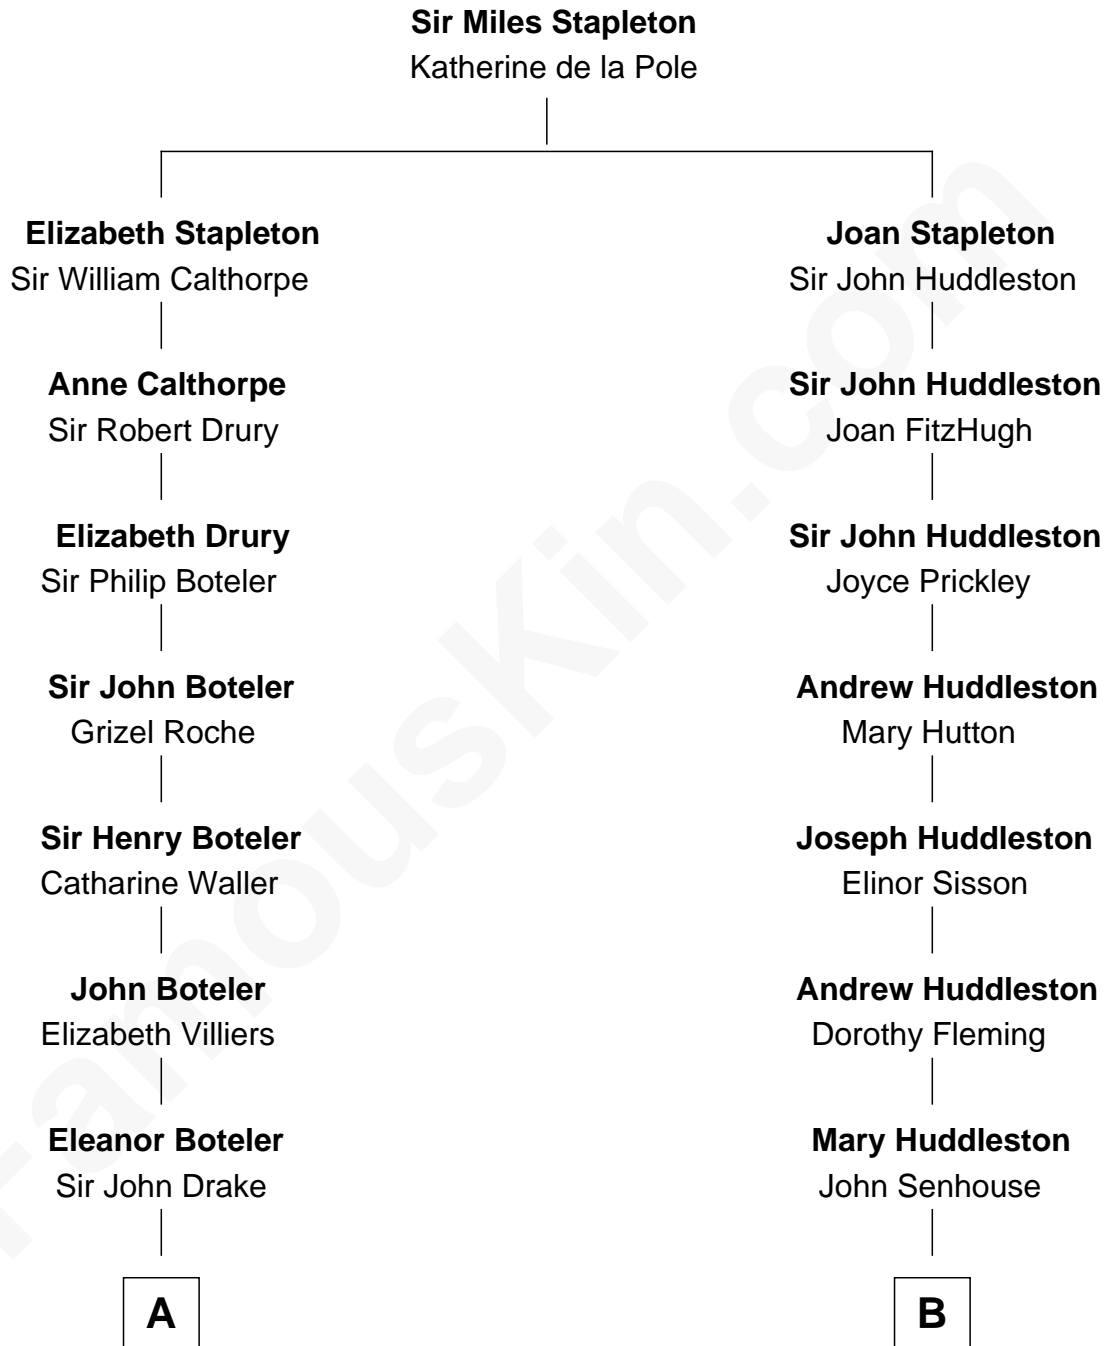 Sir Miles Stapleton
Katherine de la Pole
Elizabeth Stapleton
Sir William Calthorpe
Joan Stapleton
Sir John Huddleston
Anne Calthorpe
Sir Robert Drury
Sir John Huddleston
Joan FitzHugh
Elizabeth Drury
Sir Philip Boteler
Sir John Huddleston
Joyce Prickley
Sir John Boteler
Grizel Roche
Andrew Huddleston
Mary Hutton
Sir Henry Boteler
Catharine Waller
Joseph Huddleston
Elinor Sisson
John Boteler
Elizabeth Villiers
Andrew Huddleston
Dorothy Fleming
Eleanor Boteler
Sir John Drake
Mary Huddleston
John Senhouse
A
B
FamousKin.com